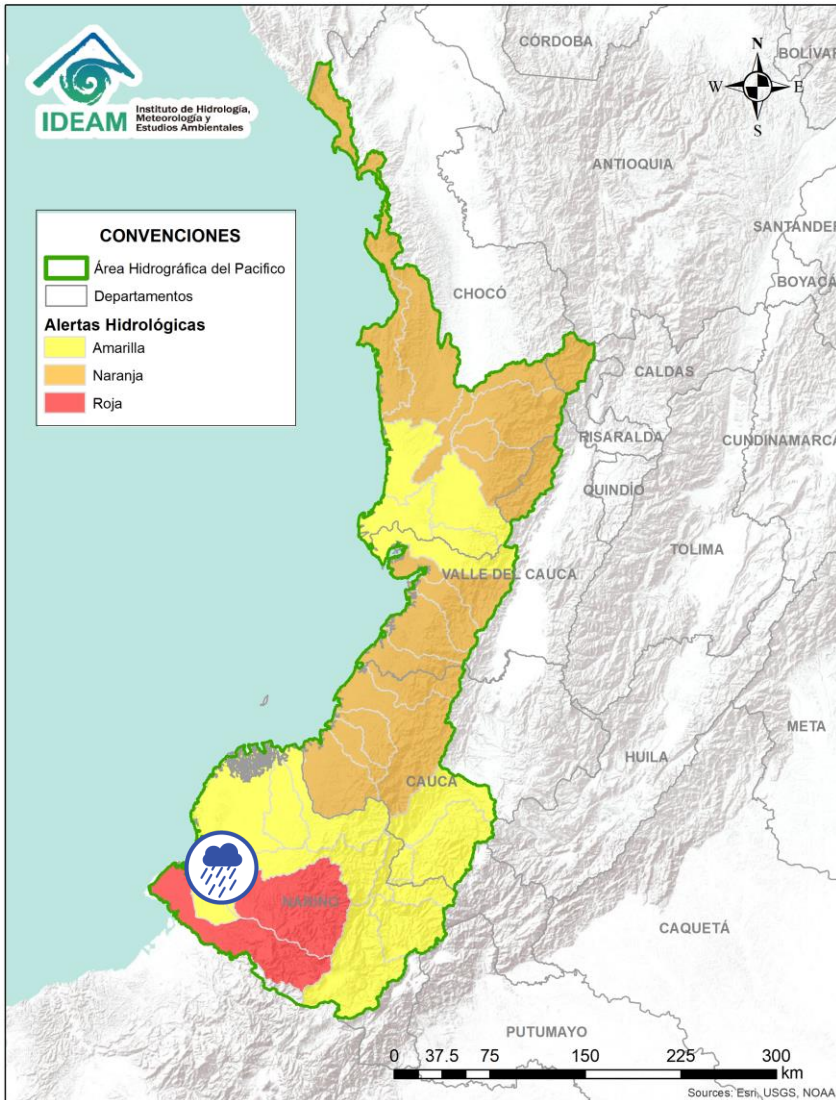 IDEAM
Instituto de Hidrología,
Meteorología y
Estudios Ambientales
N
W
E
S
CÓRDOBA
BOLÍVAR
ANTIOQUIA
SANTANDER
BOYACÁ
CHOCÓ
CALDAS
RISARALDA
CUNDINAMARCA
QUINDÍO
TOLIMA
VALLE DEL CAUCA
META
HUILA
CAUCA
NARIÑO
CAQUETÁ
PUTUMAYO
CONVENCIONES
Área Hidrográfica del Pacifico
Departamentos
Alertas Hidrológicas
Amarilla
Naranja
Roja
0 37.5 75 150 225 300
km
Sources: Esri, USGS, NOAA